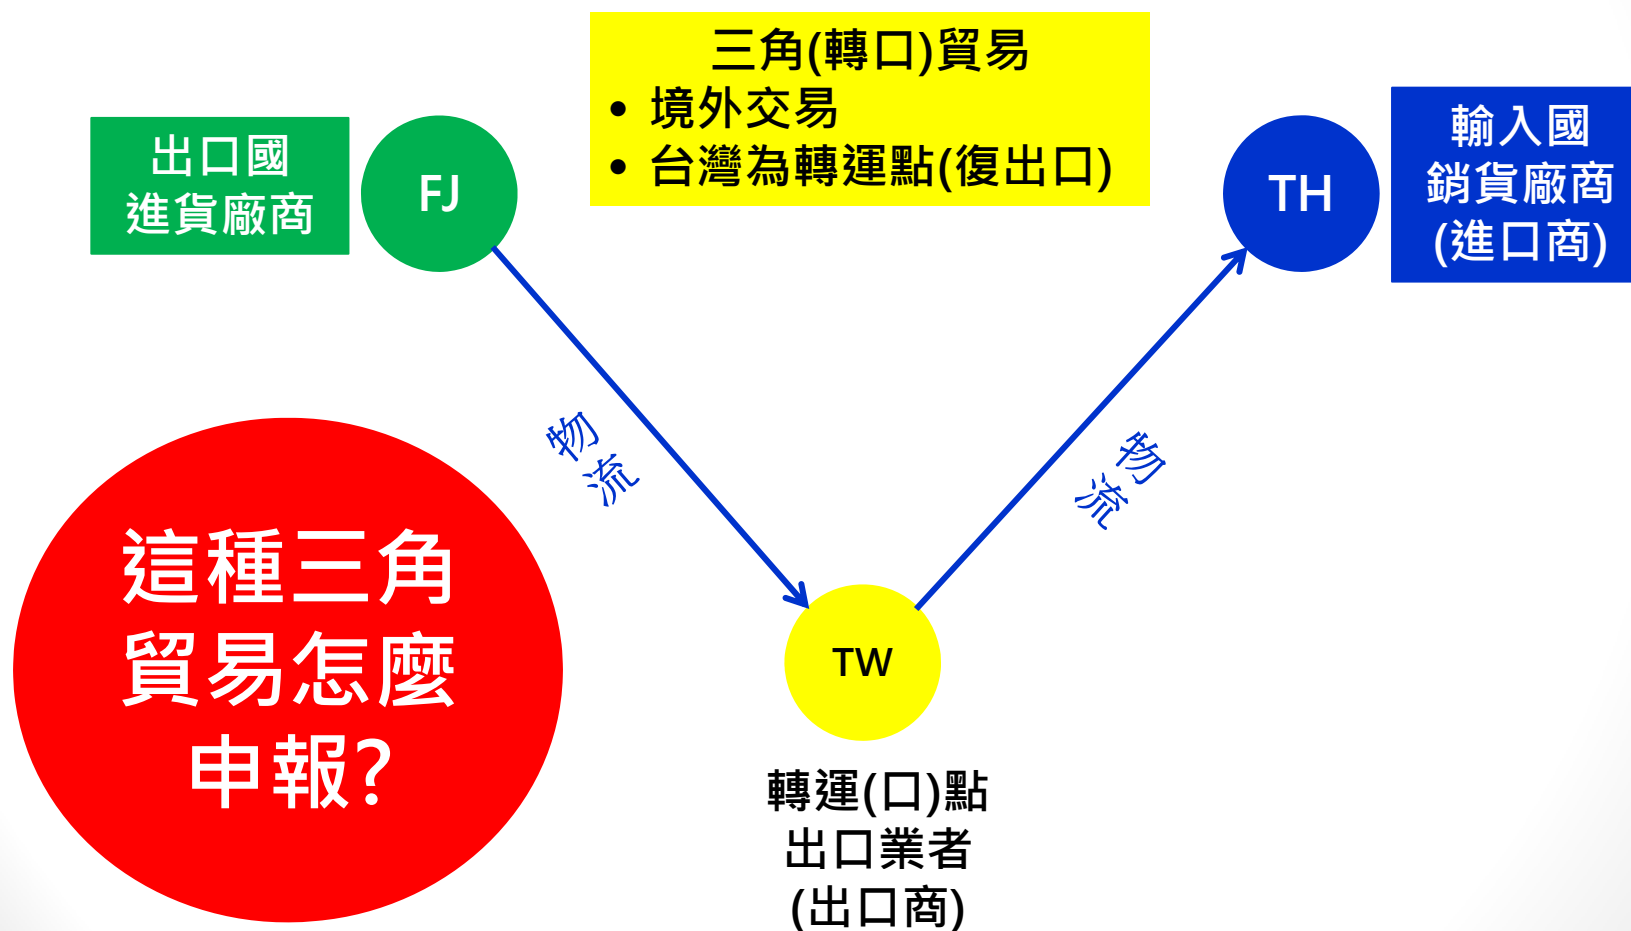 三角(轉口)貿易
• 境外交易
• 台灣為轉運點(復出口)
出口國
進貨廠商
FJ
TH
輸入國
銷貨廠商
(進口商)
物流
物流
這種三角
貿易怎麼
申報?
TW
轉運(口)點
出口業者
(出口商)